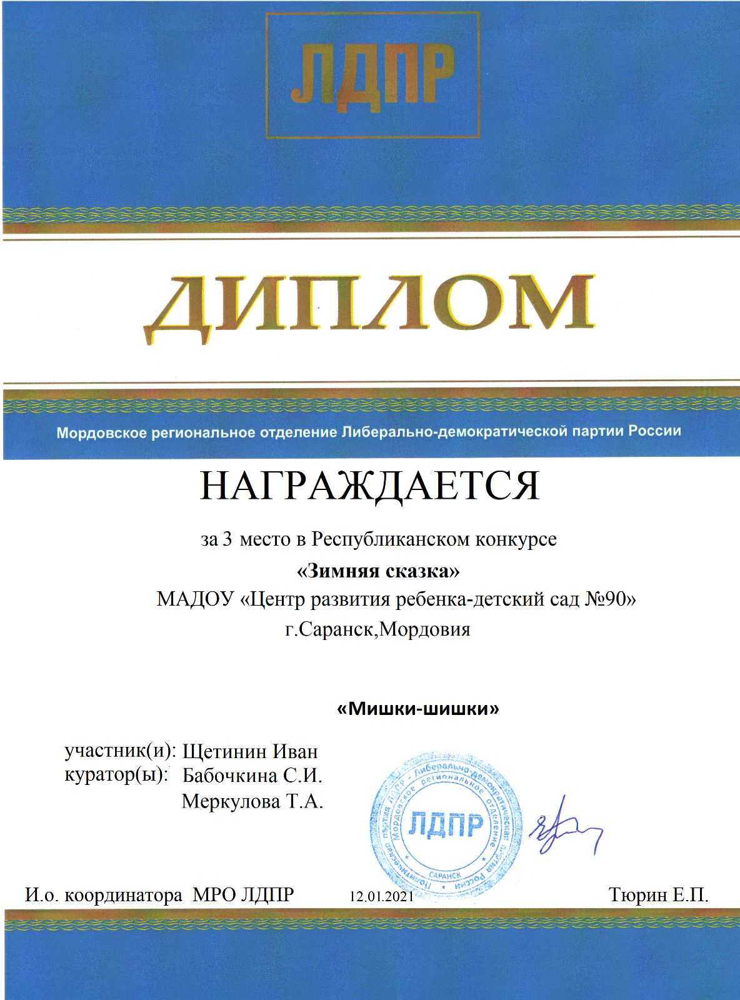 ЛДПР
ДИПЛОМ
Мордовское региональное отделение Либерально-демократической партии России
НАГРАЖДАЕТСЯ
за 3 место в Республиканском конкурсе
«Зимняя сказка»
МАДОУ «Центр развития ребенка-детский сад №90»
г.Саранск,Мордовия
«Мишки-шишки»
участник(и): Щетинин Иван
куратор(ы): Бабочкина С.И.
Меркулова Т.А.
Политическая партия ЛДПР - Либерально-демократическая партия России
Мордовское региональное отделение
ЛДПР
САРАНСК
И.о. координатора МРО ЛДПР 12.01.2021 Тюрин Е.П.